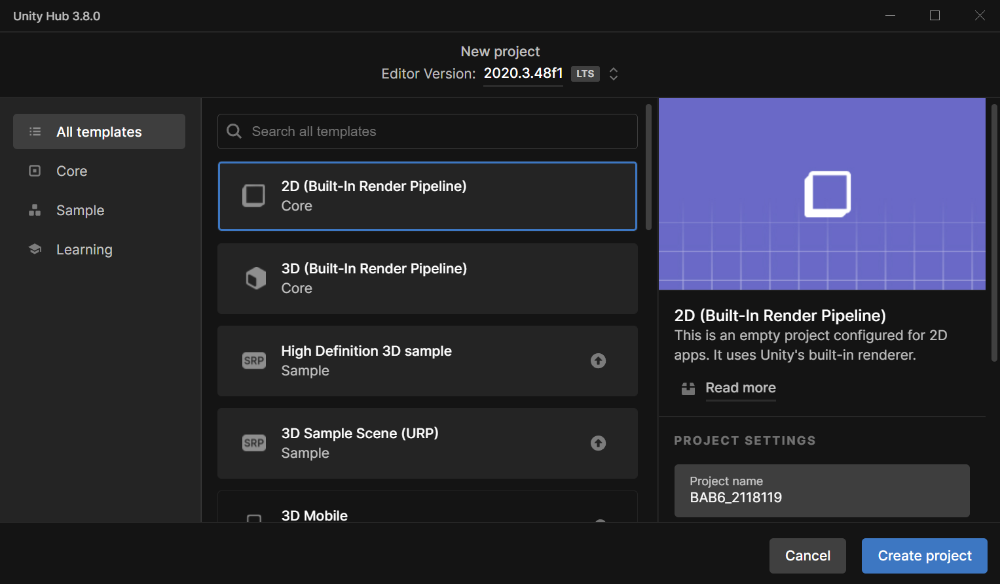 Unity Hub 3.8.0
New project
Editor Version: 2020.3.48f1 LTS
All templates
Core
Sample
Learning
Search all templates
2D (Built-In Render Pipeline)
Core
3D (Built-In Render Pipeline)
Core
SRP
High Definition 3D sample
Sample
SRP
3D Sample Scene (URP)
Sample
3D Mobile
2D (Built-In Render Pipeline)
This is an empty project configured for 2D
apps. It uses Unity's built-in renderer.
Read more
PROJECT SETTINGS
Project name
BAB6_2118119
Cancel
Create project